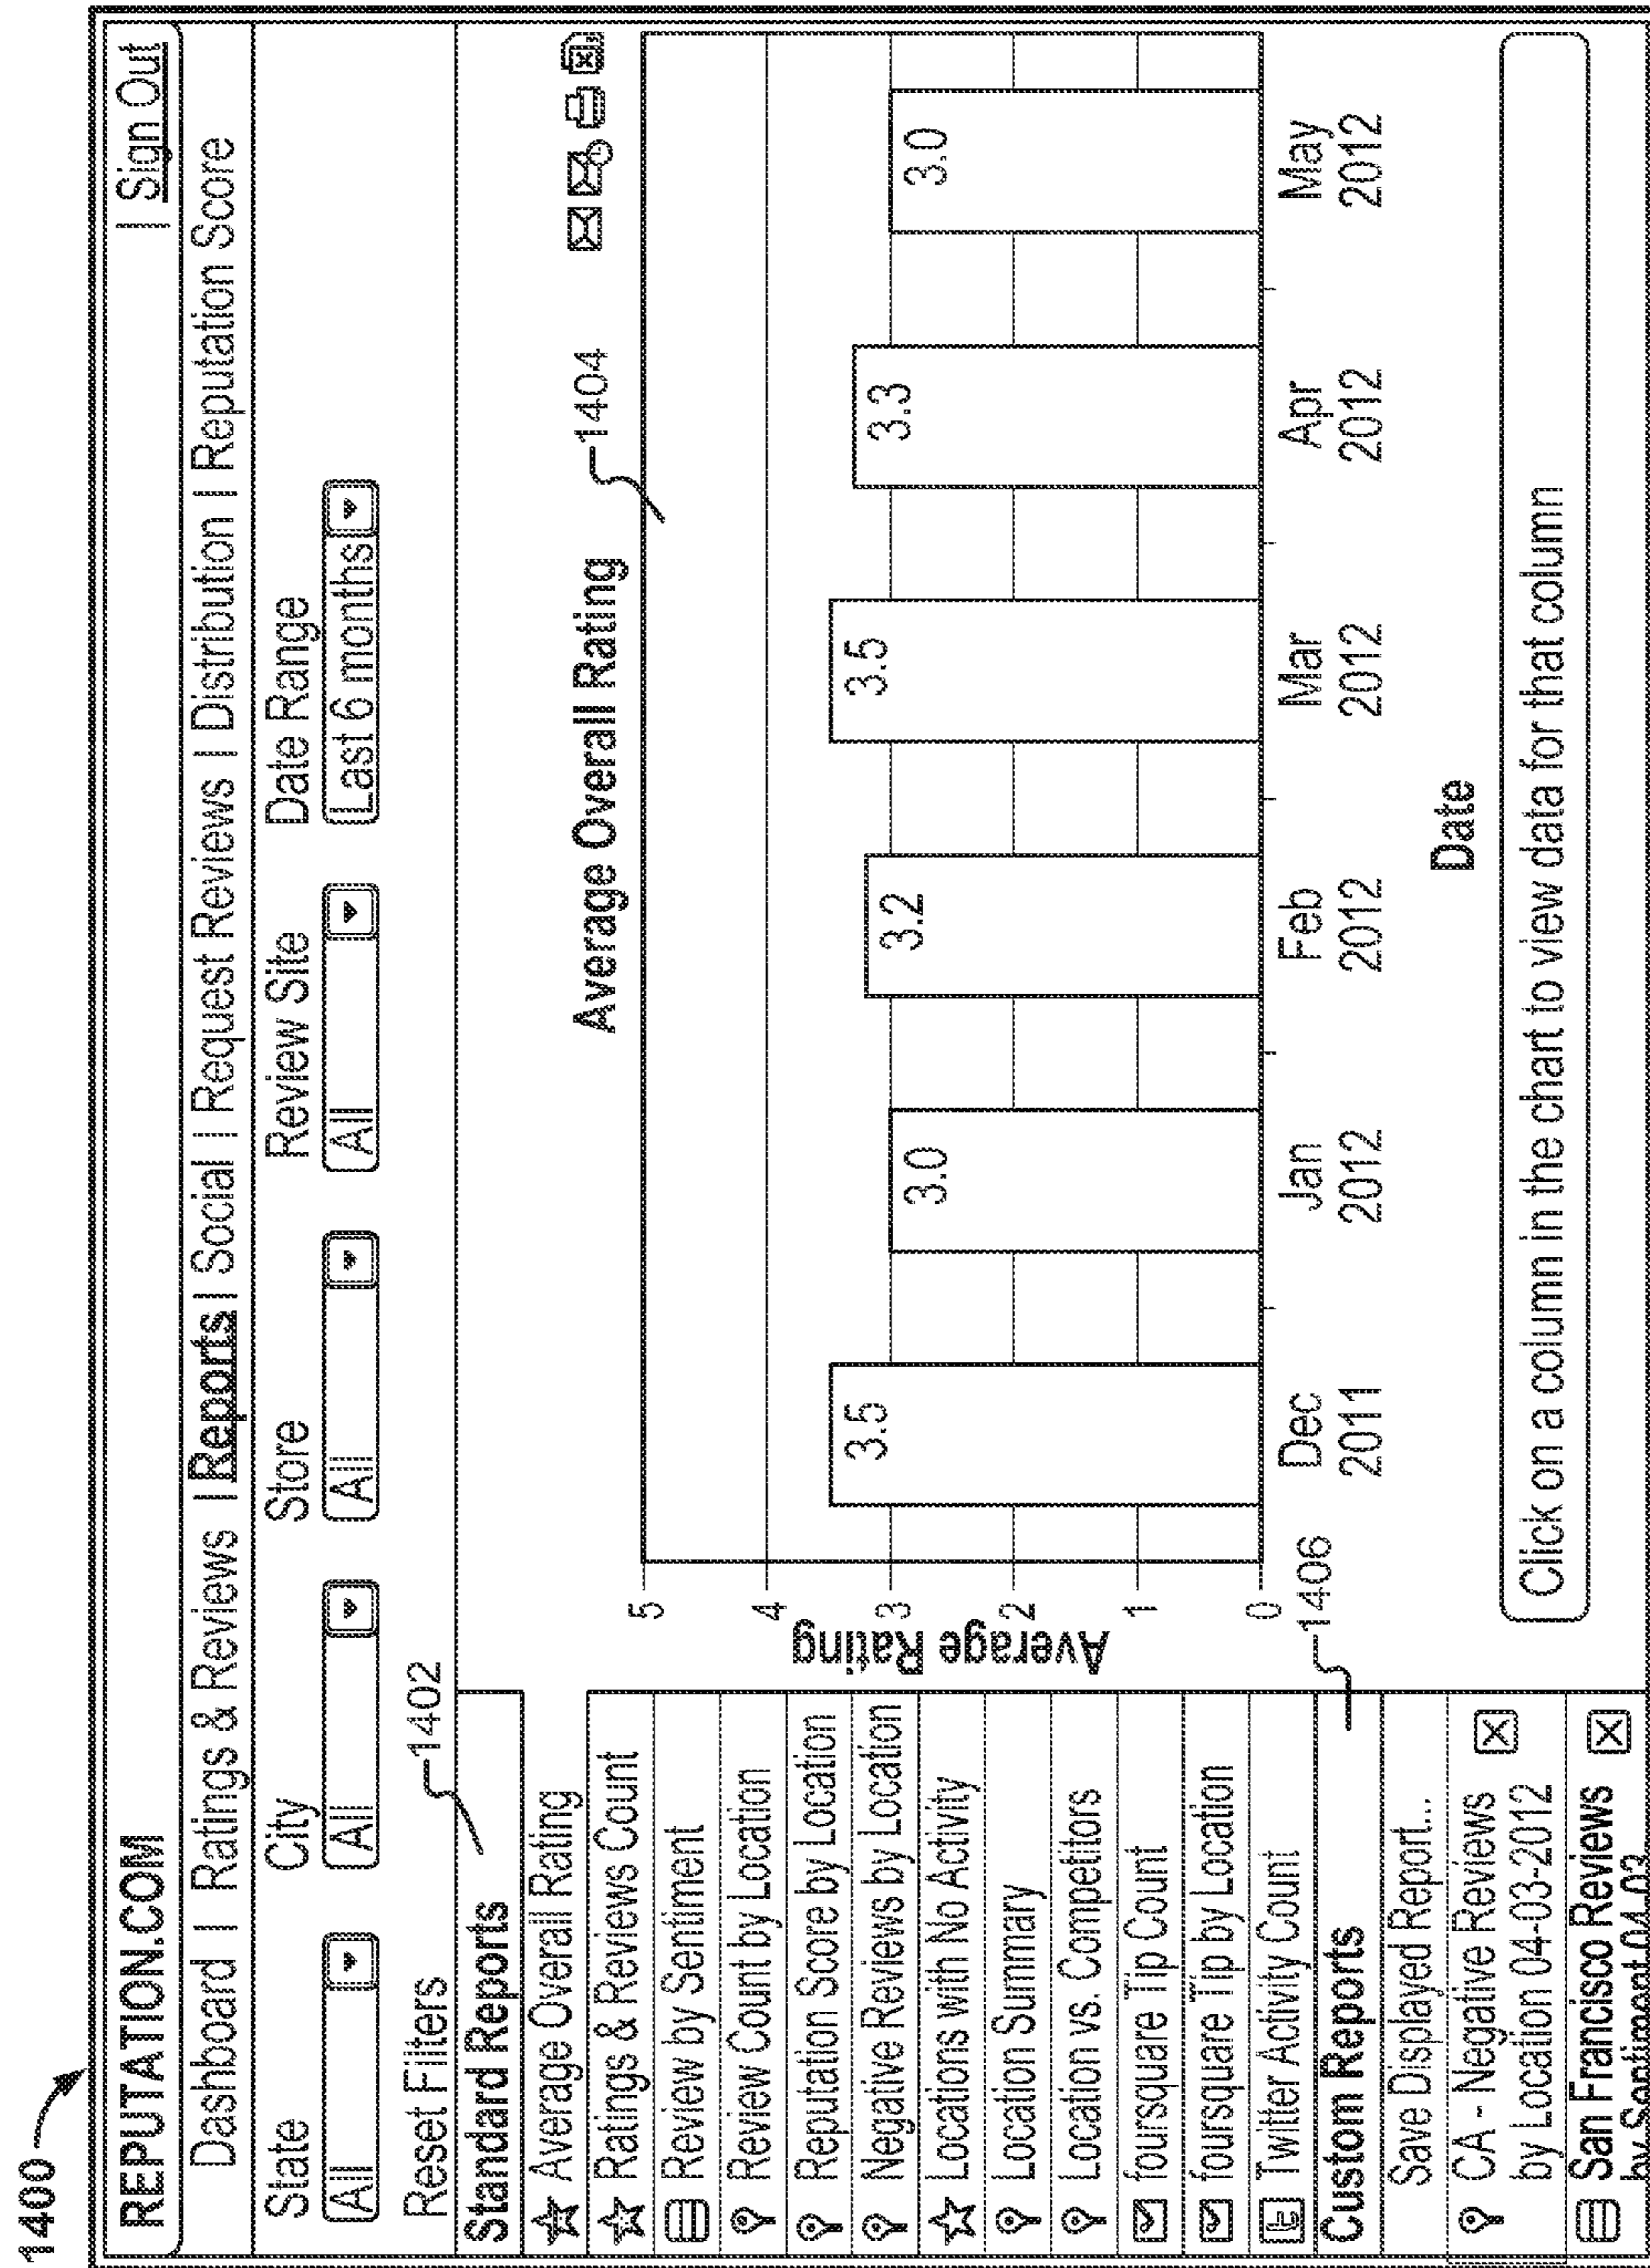 1400
REPUTATION.COM
| Sign Out
Dashboard | Ratings & Reviews | Reports | Social | Request Reviews | Distribution | Reputation Score
State City Store Review Site Date Range
All All All All Last 6 months
Reset Filters
1402
Standard Reports
Average Overall Rating
Ratings & Reviews Count
Review by Sentiment
Review Count by Location
Reputation Score by Location
Negative Reviews by Location
Locations with No Activity
Location Summary
Location vs. Competitors
foursquare Tip Count
foursquare Tip by Location
Twitter Activity Count
Custom Reports
1406
Save Displayed Report...
CA - Negative Reviews
by Location 04-03-2012
San Francisco Reviews
by Sentiment 04-03
Average Overall Rating
1404
Average Rating
5
4
3
2
1
0
3.5 3.0 3.2 3.5 3.3 3.0
Dec Jan Feb Mar Apr May
2011 2012 2012 2012 2012 2012
Date
Click on a column in the chart to view data for that column